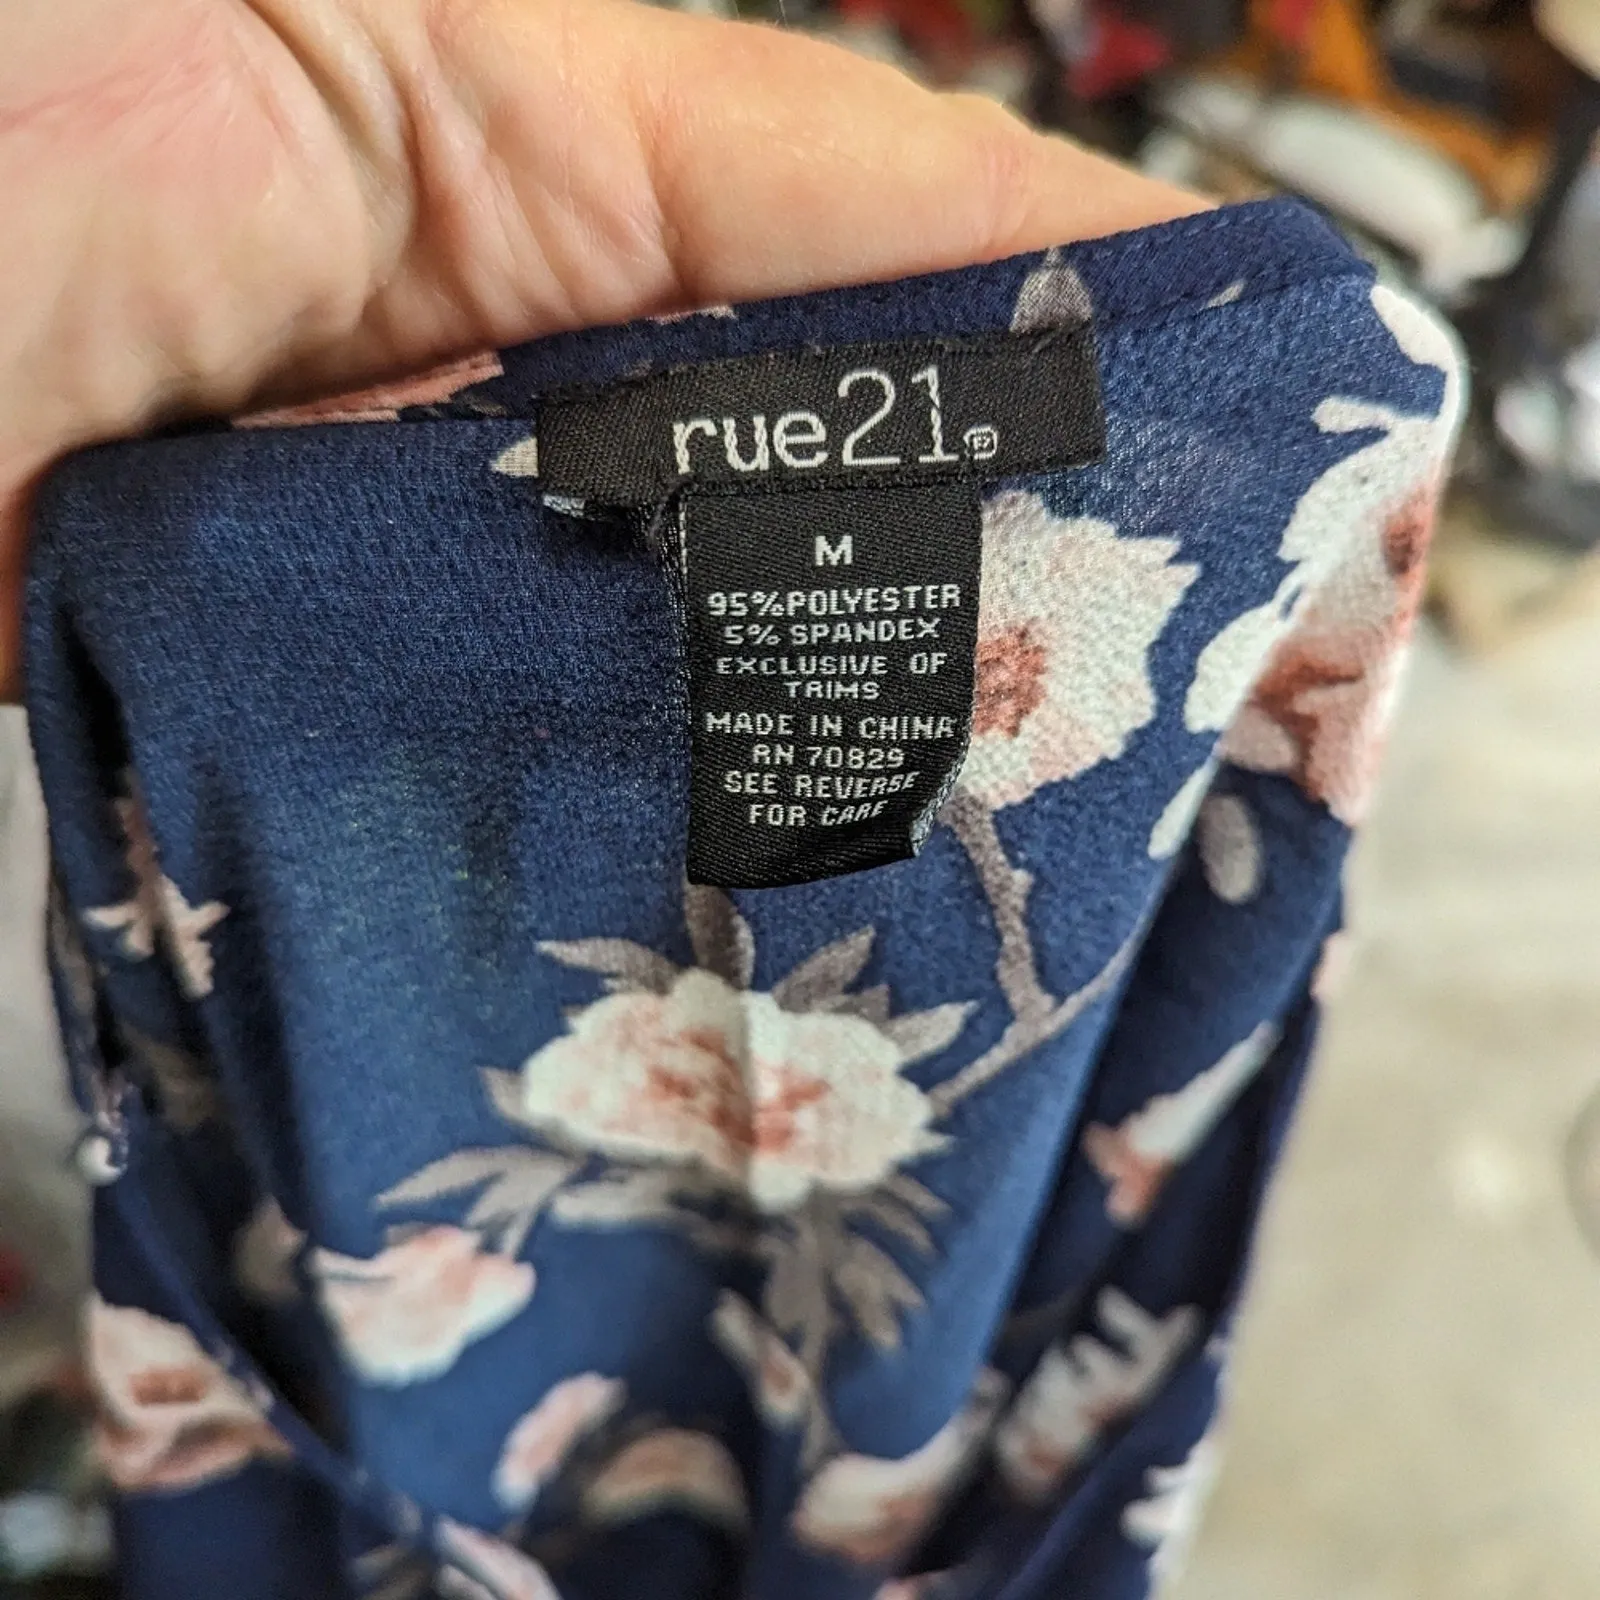 rue21®
M
95%POLYESTER
5% SPANDEX
EXCLUSIVE OF
TRIMS
MADE IN CHINA
RN 70829
SEE REVERSE
FOR CARE